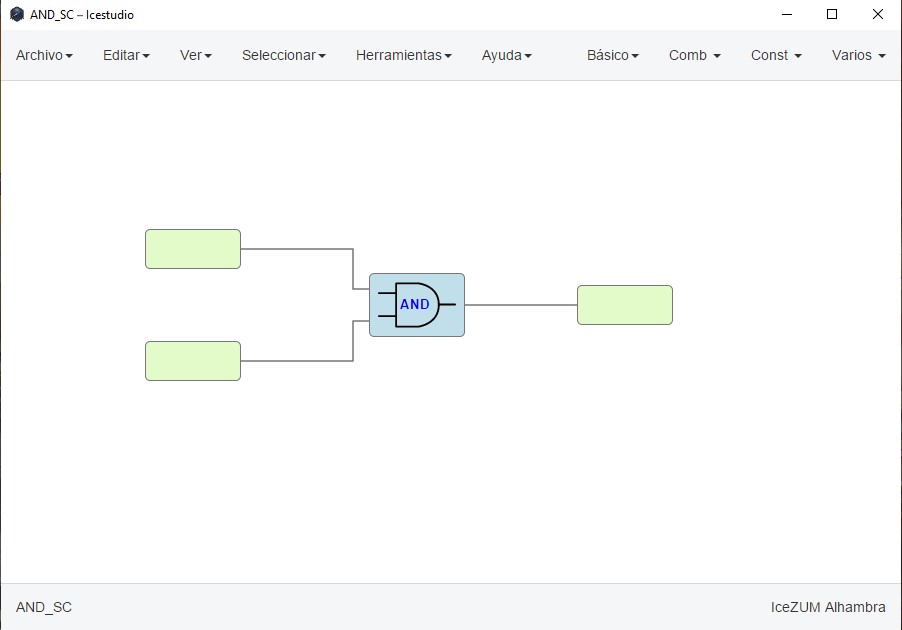 AND_SC – Icestudio
Archivo Editar Ver Seleccionar Herramientas Ayuda Básico Comb Const Varios
AND
AND_SC IceZUM Alhambra